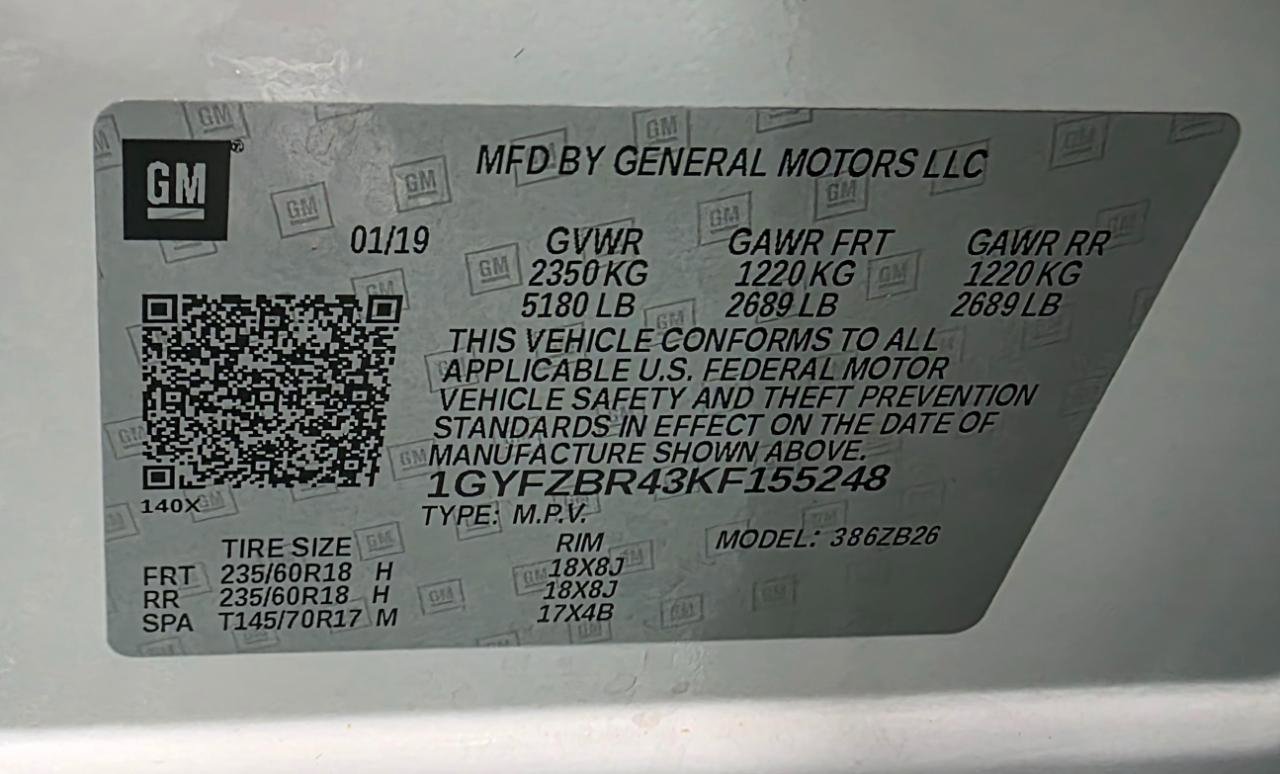 GM
MFD BY GENERAL MOTORS LLC
01/19 GVWR GAWR FRT GAWR RR
2350 KG 1220 KG 1220 KG
5180 LB 2689 LB 2689 LB
THIS VEHICLE CONFORMS TO ALL
APPLICABLE U.S. FEDERAL MOTOR
VEHICLE SAFETY AND THEFT PREVENTION
STANDARDS IN EFFECT ON THE DATE OF
MANUFACTURE SHOWN ABOVE.
1GYFZBR43KF155248
140X
TYPE: M.P.V.
TIRE SIZE RIM MODEL: 386ZB26
FRT 235/60R18 H 18X8J
RR 235/60R18 H 18X8J
SPA T145/70R17 M 17X4B